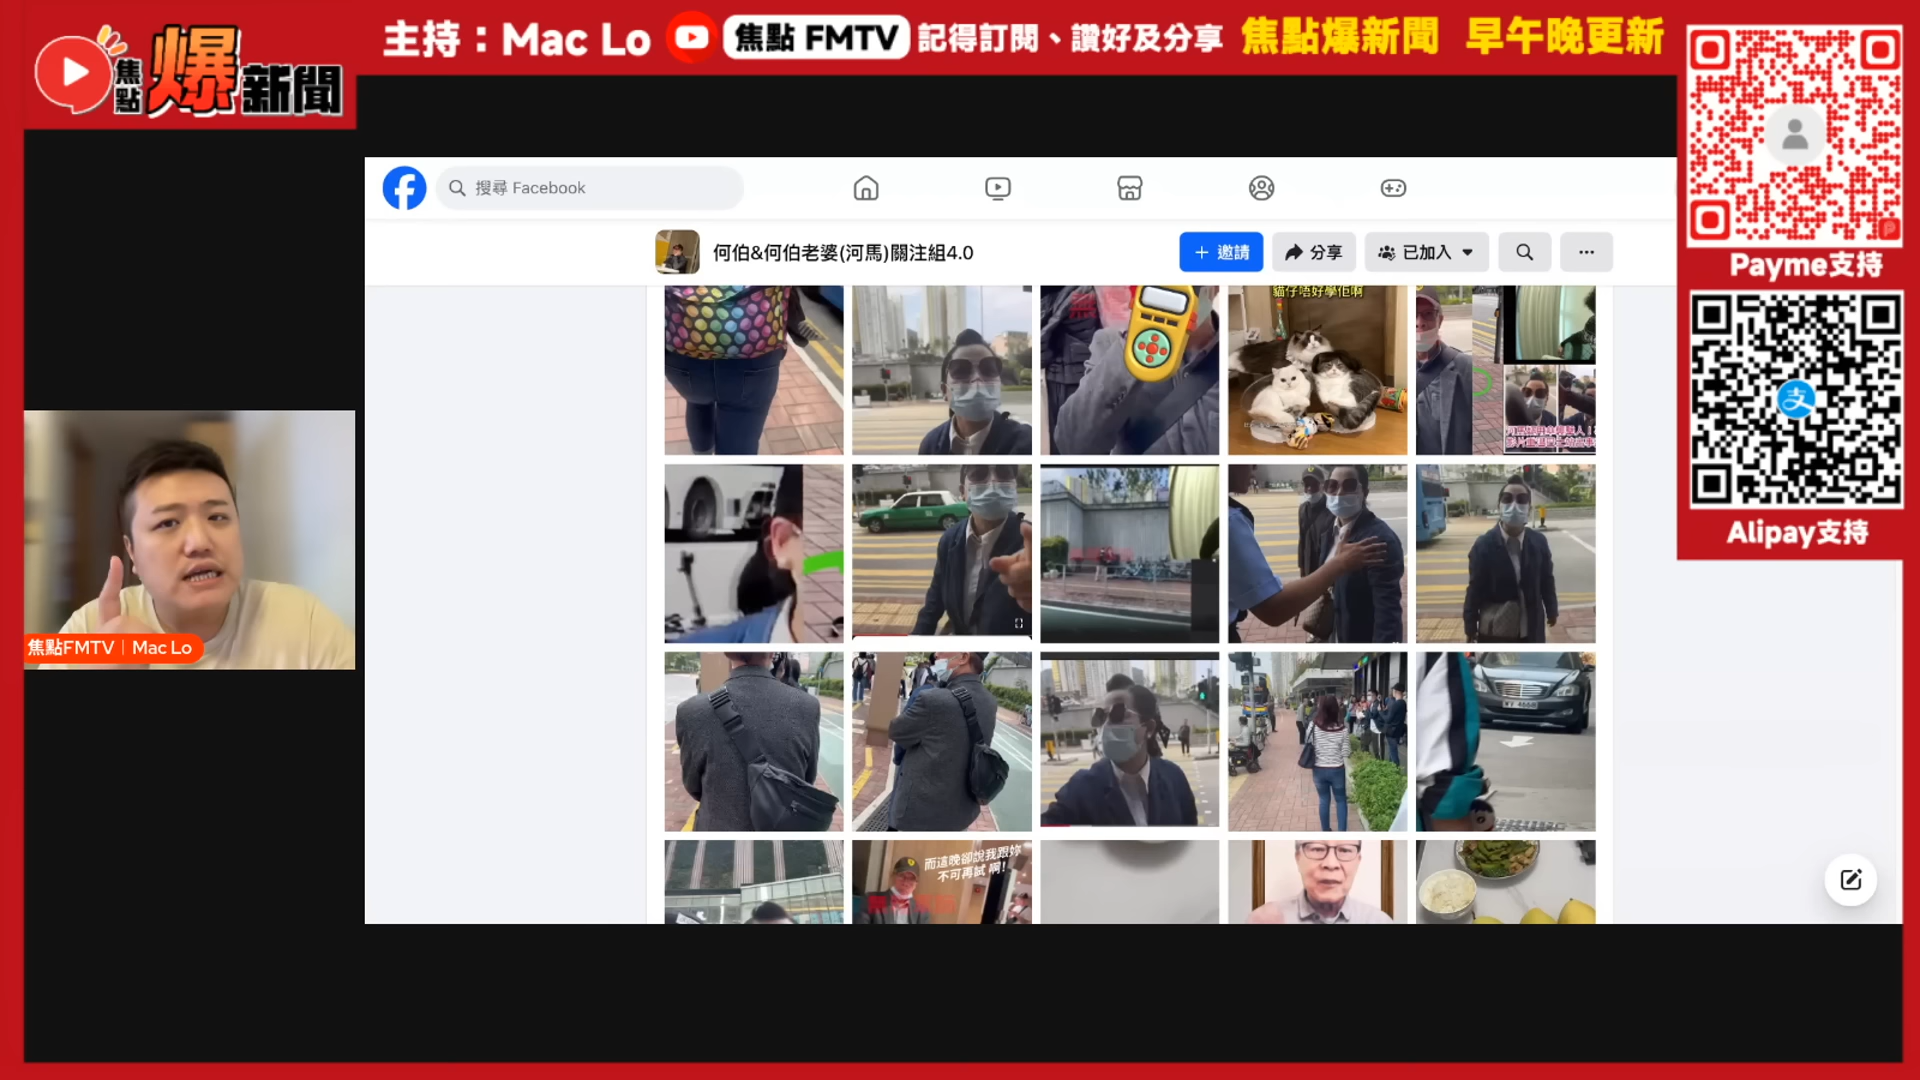 焦點
爆
新聞
主持：Mac Lo
焦點 FMTV
記得訂閱、讚好及分享
焦點爆新聞 早午晚更新
搜尋 Facebook
何伯&何伯老婆(河馬)關注組4.0
邀請
分享
已加入
貓仔唔好學佢啊
而這晚卻說我跟妳
不可再試 啊!
焦點FMTV｜Mac Lo
Payme支持
支
Alipay支持